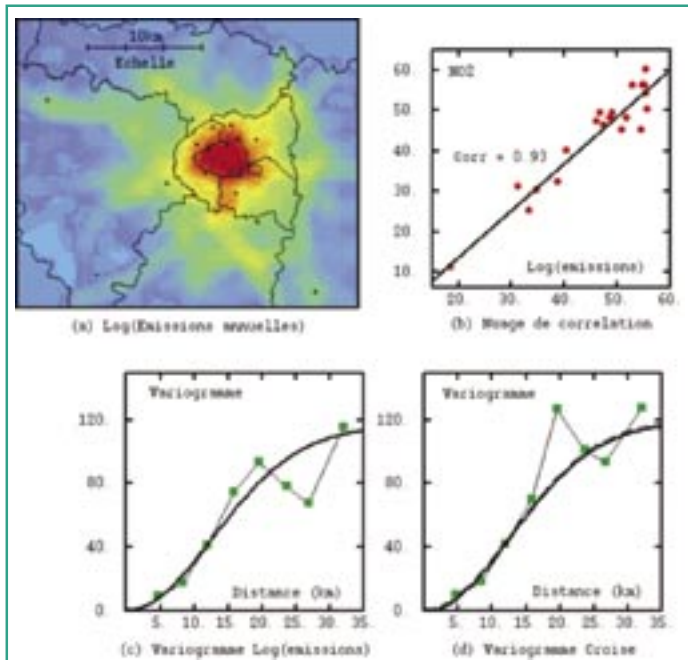 10km
Echelle
(a) Log(Emissions annuelles)
NO2
60.
50.
40.
30.
20.
10.
Corr = 0.93
Log(emissions)
20. 30. 40. 50. 60.
(b) Nuage de correlation
Variogramme
120.
80.
40.
0.
Distance (km)
5. 10. 15. 20. 25. 30. 35.
(c) Variogramme Log(emissions)
Variogramme
120.
80.
40.
0.
Distance (km)
5. 10. 15. 20. 25. 30. 35.
(d) Variogramme Croise